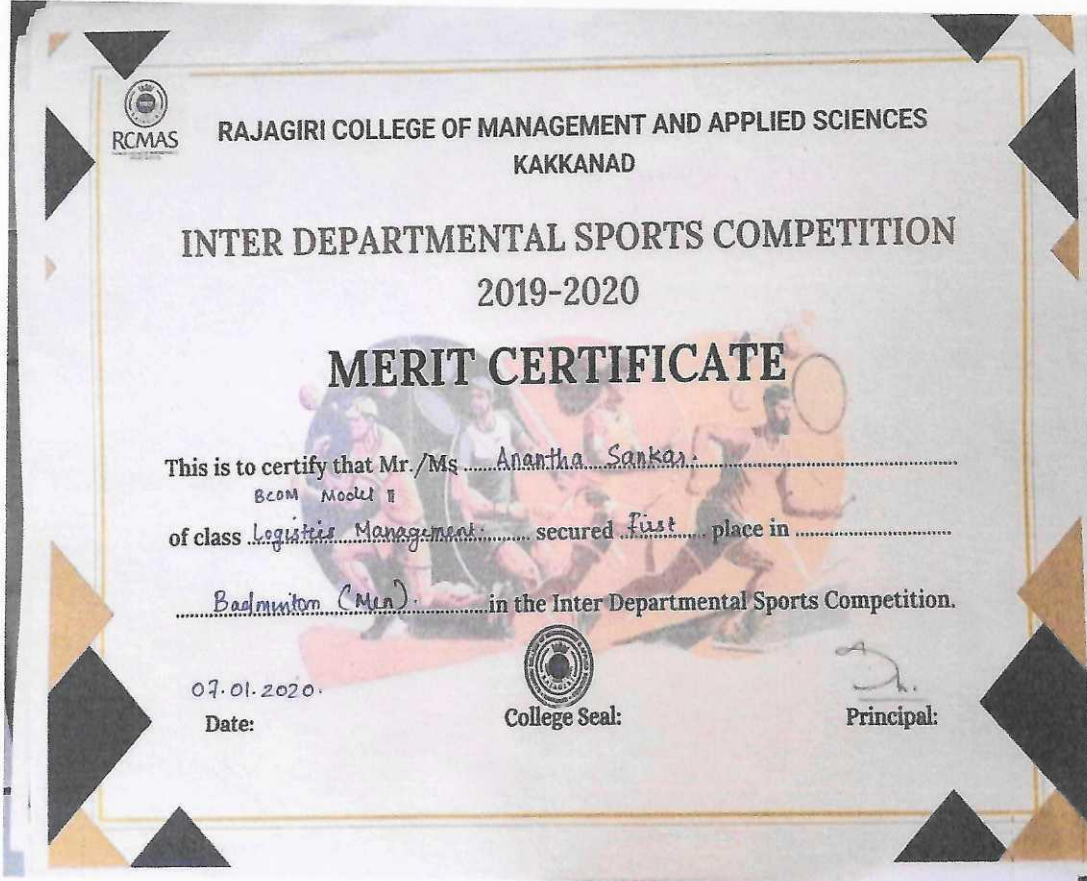 RCMAS
RAJAGIRI COLLEGE OF MANAGEMENT AND APPLIED SCIENCES
KAKKANAD
INTER DEPARTMENTAL SPORTS COMPETITION
2019-2020
MERIT CERTIFICATE
This is to certify that Mr./Ms ...... Anantha Sankar.
BCOM Model II
of class Logistics Management. secured First place in
Badminton (Men). in the Inter Departmental Sports Competition.
07.01.2020.
Date: College Seal: Principal: